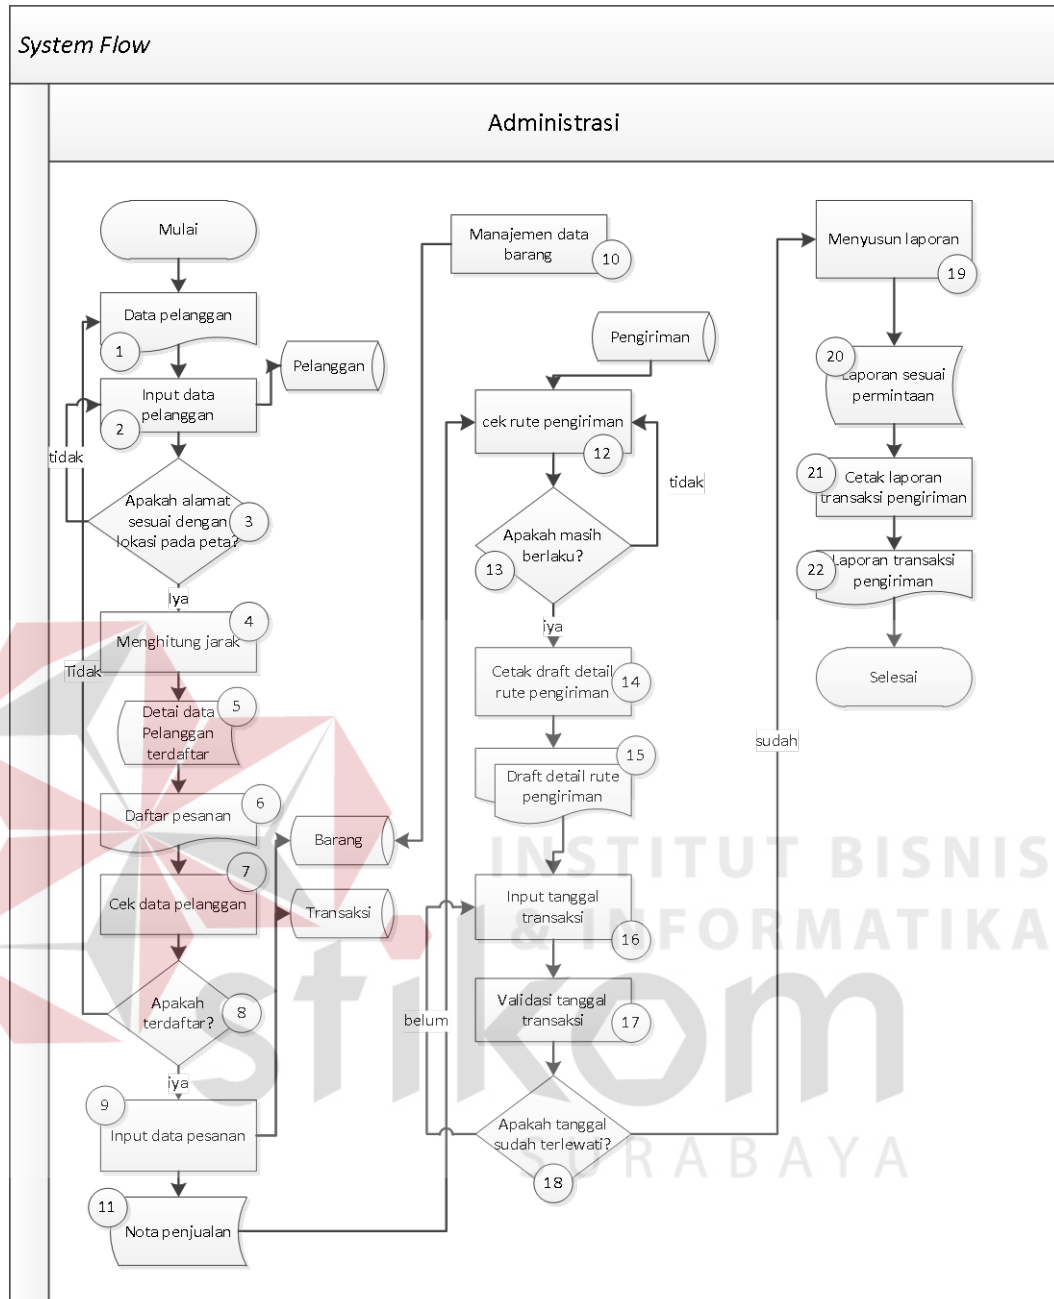 System Flow
Administrasi
Mulai
Data pelanggan
1
Input data
pelanggan
2
Pelanggan
tidak
Apakah alamat
sesuai dengan
lokasi pada peta?
3
Iya
Menghitung jarak
4
Tidak
Detai data
Pelanggan
terdaftar
5
Daftar pesanan
6
Cek data pelanggan
7
Apakah
terdaftar?
8
iya
Input data pesanan
9
Nota penjualan
11
Barang
Transaksi
Manajemen data
barang
10
Pengiriman
cek rute pengiriman
12
tidak
Apakah masih
berlaku?
13
iya
Cetak draft detail
rute pengiriman
14
Draft detail rute
pengiriman
15
Input tanggal
transaksi
16
Validasi tanggal
transaksi
17
belum
Apakah tanggal
sudah terlewati?
18
sudah
Menyusun laporan
19
20
Laporan sesuai
permintaan
21
Cetak laporan
transaksi pengiriman
22
Laporan transaksi
pengiriman
Selesai
INSTITUT BISNIS
& INFORMATIKA
stikom
SURABAYA